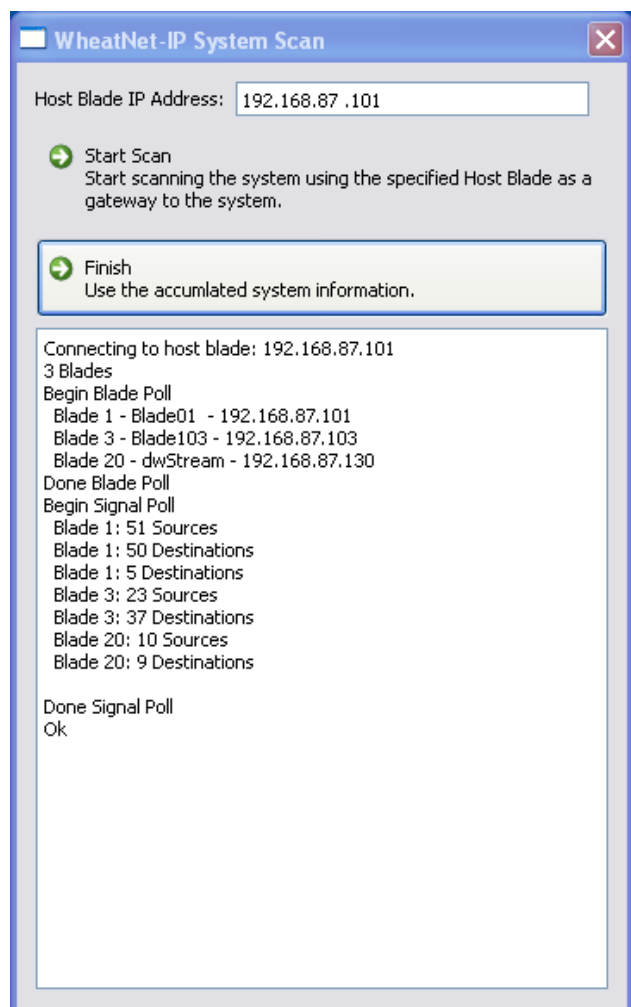 WheatNet-IP System Scan
Host Blade IP Address: 192.168.87 .101
Start Scan
Start scanning the system using the specified Host Blade as a
gateway to the system.
Finish
Use the accumlated system information.
Connecting to host blade: 192.168.87.101
3 Blades
Begin Blade Poll
Blade 1 - Blade01 - 192.168.87.101
Blade 3 - Blade103 - 192.168.87.103
Blade 20 - dwStream - 192.168.87.130
Done Blade Poll
Begin Signal Poll
Blade 1: 51 Sources
Blade 1: 50 Destinations
Blade 1: 5 Destinations
Blade 3: 23 Sources
Blade 3: 37 Destinations
Blade 20: 10 Sources
Blade 20: 9 Destinations
Done Signal Poll
Ok